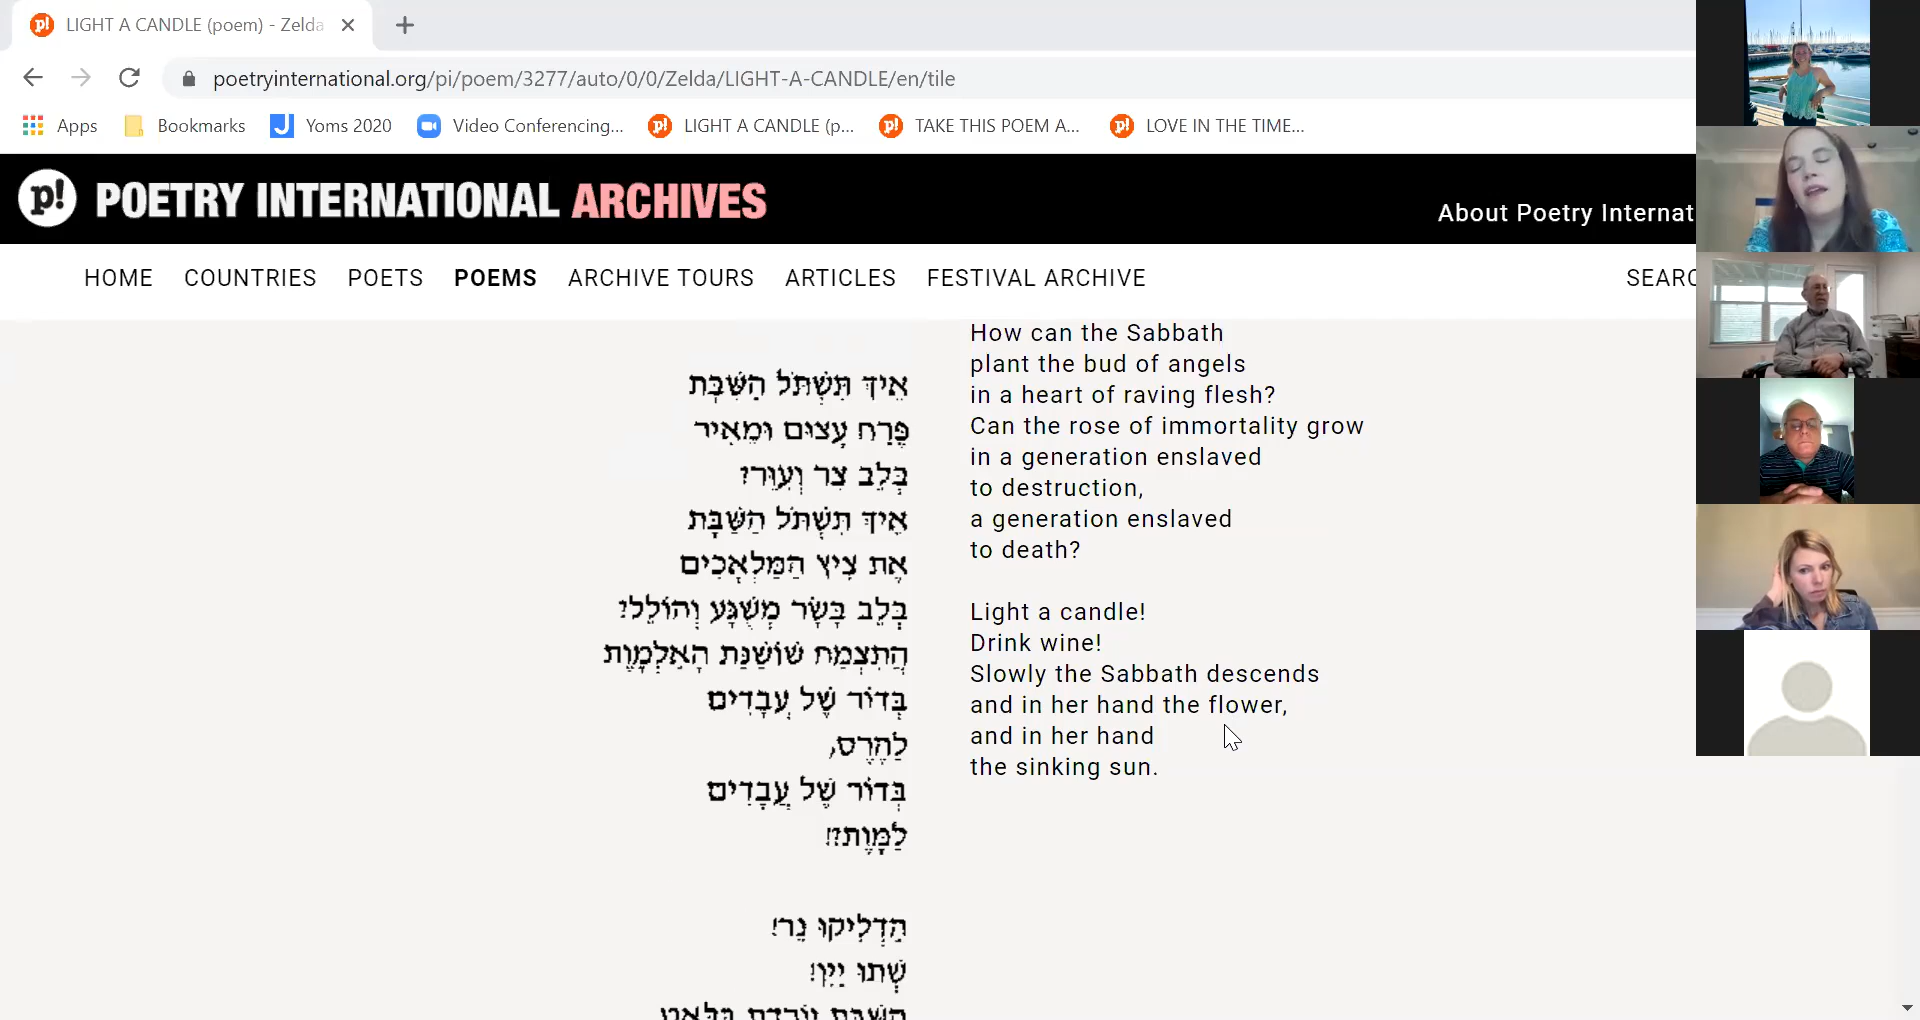 LIGHT A CANDLE (poem) - Zelda
poetryinternational.org/pi/poem/3277/auto/0/0/Zelda/LIGHT-A-CANDLE/en/tile
Apps Bookmarks Yoms 2020 Video Conferencing... LIGHT A CANDLE (p... TAKE THIS POEM A... LOVE IN THE TIME...
p! POETRY INTERNATIONAL ARCHIVES
About Poetry Internat
HOME COUNTRIES POETS POEMS ARCHIVE TOURS ARTICLES FESTIVAL ARCHIVE SEARC
אֵיךְ תִּשְׁתֹּל הַשַּׁבָּת
פֶּרַח עָצוּם וּמֵאִיר
בְּלֵב צַר וְעִוֵּר?
אֵיךְ תִּשְׁתֹּל הַשַּׁבָּת
אֶת צִיץ הַמַּלְאָכִים
בְּלֵב בָּשָׂר מְשֻׁגָּע וְהוֹלֵל?
הֲתִצְמַח שׁוֹשַׁנַּת הָאַלְמָוֶת
בְּדוֹר שֶׁל עֲבָדִים
לַהֶרֶס,
בְּדוֹר שֶׁל עֲבָדִים
לַמָּוֶת?!
הַדְלִיקוּ נֵר!
שְׁתוּ יַיִן!
הַשַּׁבָּת יוֹרֶדֶת בַּלָּאט
How can the Sabbath
plant the bud of angels
in a heart of raving flesh?
Can the rose of immortality grow
in a generation enslaved
to destruction,
a generation enslaved
to death?
Light a candle!
Drink wine!
Slowly the Sabbath descends
and in her hand the flower,
and in her hand
the sinking sun.